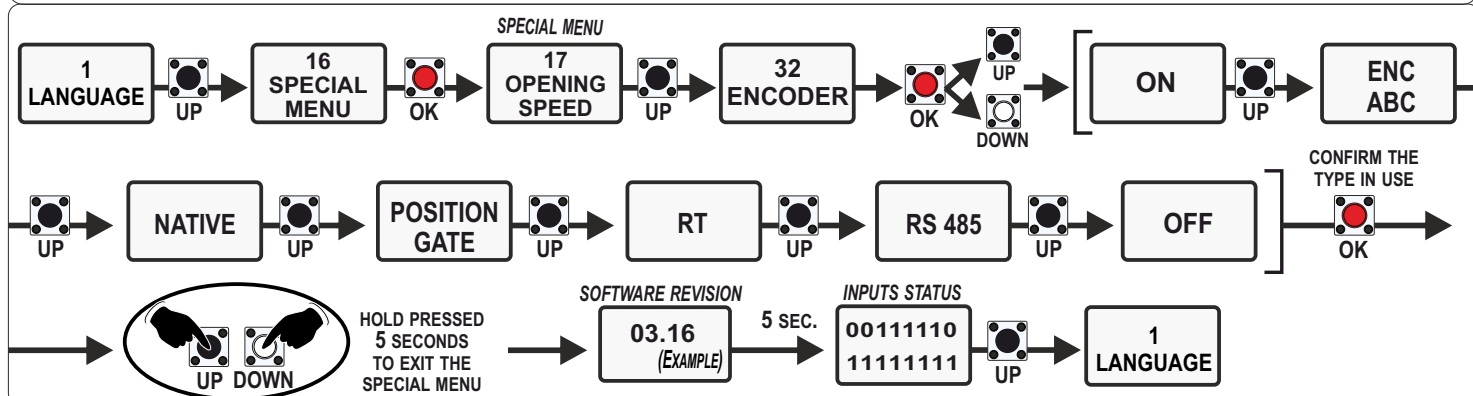 SPECIAL MENU
1
LANGUAGE
UP
16
SPECIAL
MENU
OK
17
OPENING
SPEED
UP
32
ENCODER
OK
UP
DOWN
ON
UP
ENC
ABC
UP
NATIVE
UP
POSITION
GATE
UP
RT
UP
RS 485
UP
OFF
CONFIRM THE
TYPE IN USE
OK
UP DOWN
HOLD PRESSED
5 SECONDS
TO EXIT THE
SPECIAL MENU
SOFTWARE REVISION
03.16
(EXAMPLE)
5 SEC.
INPUTS STATUS
00111110
11111111
UP
1
LANGUAGE